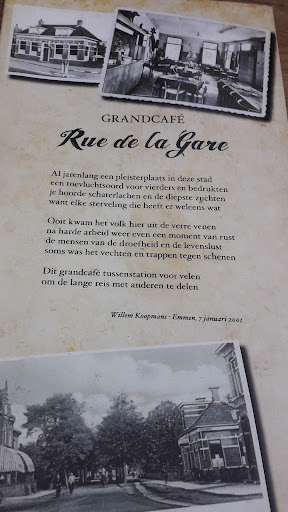 GRANDCAFÉ
Rue de la Gare
Al jarenlang een pleisterplaats in deze stad
een toevluchtsoord voor vierders en bedrukten
je hoorde schaterlachen en de diepste zuchten
want elke sterveling die heeft er weleens wat
Ooit kwam het volk hier uit de verre venen
na harde arbeid weer even een moment van rust
de mensen van de droefheid en de levenslust
soms was het vechten en trappen tegen schenen
Dit grandcafé tussenstation voor velen
om de lange reis met anderen te delen
Willem Koopmans - Emmen, 7 januari 2001